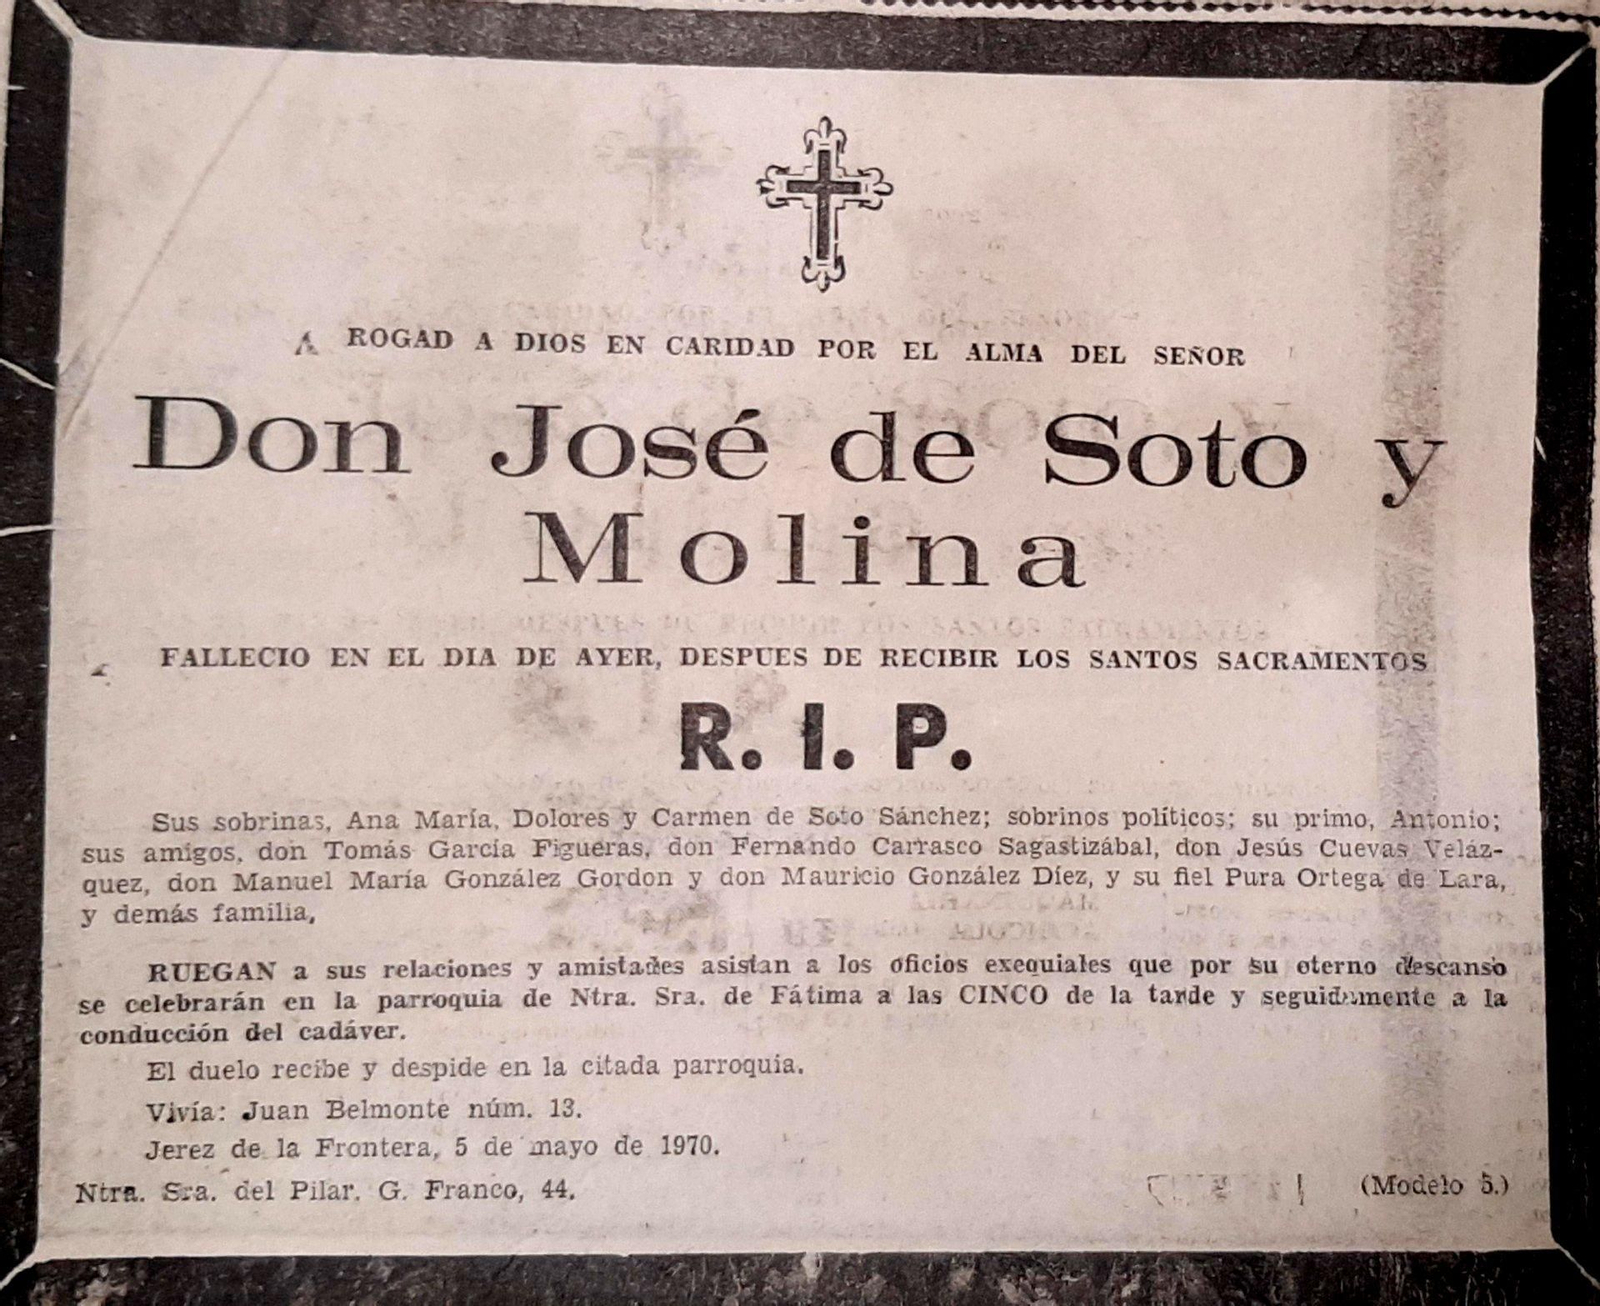 ROGAD A DIOS EN CARIDAD POR EL ALMA DEL SEÑOR
Don José de Soto y
Molina
FALLECIO EN EL DIA DE AYER, DESPUES DE RECIBIR LOS SANTOS SACRAMENTOS
R. I. P.
Sus sobrinas, Ana María, Dolores y Carmen de Soto Sánchez; sobrinos políticos; su primo, Antonio;
sus amigos, don Tomás García Figueras, don Fernando Carrasco Sagastizábal, don Jesús Cuevas Veláz-
quez, don Manuel María González Gordon y don Mauricio González Díez, y su fiel Pura Ortega de Lara,
y demás familia,
RUEGAN a sus relaciones y amistades asistan a los oficios exequiales que por su oterno descanso
se celebrarán en la parroquia de Ntra. Sra. de Fátima a las CINCO de la tarde y seguidamente a la
conducción del cadáver.
El duelo recibe y despide en la citada parroquia.
Vivía: Juan Belmonte núm. 13.
Jerez de la Frontera, 5 de mayo de 1970.
Ntra. Sra. del Pilar. G. Franco, 44.
(Modelo 5.)